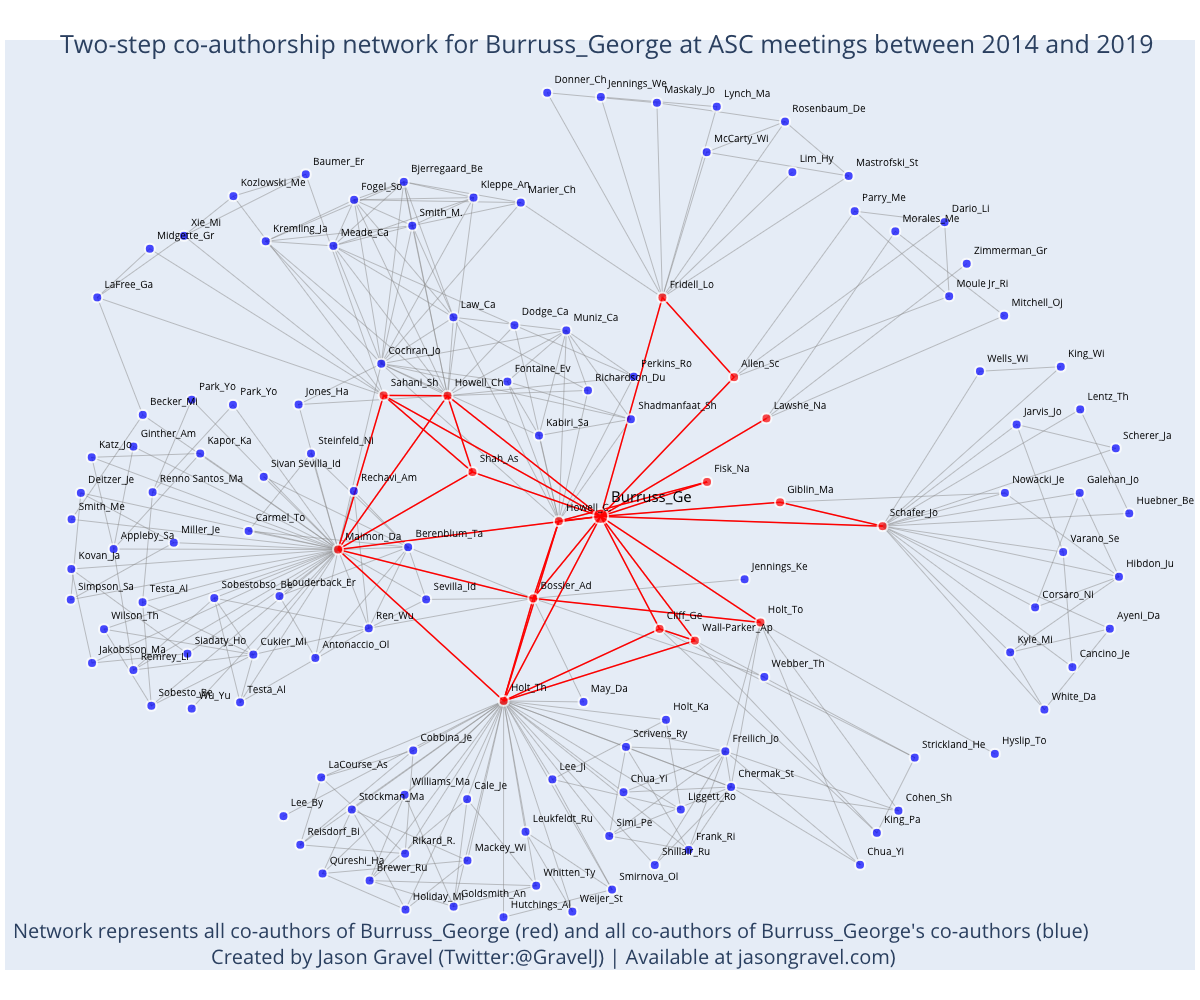 Two-step co-authorship network for Burruss_George at ASC meetings between 2014 and 2019
Donner_Ch
Jennings_We
Maskaly_Jo
Lynch_Ma
Rosenbaum_De
McCarty_Wi
Lim_Hy
Mastrofski_St
Baumer_Er
Bjerregaard_Be
Kozlowski_Me
Fogel_So
Kleppe_An
Marier_Ch
Parry_Me
Dario_Li
Smith_M.
Morales_Me
Xie_Mi
Kremling_Ja
Meade_Ca
Midgette_Gr
Zimmerman_Gr
LaFree_Ga
Fridell_Lo
Moule Jr_Ri
Mitchell_Oj
Law_Ca
Dodge_Ca
Muniz_Ca
Cochran_Jo
Wells_Wi
King_Wi
Perkins_Ro
Allen_Sc
Fontaine_Ev
Sahani_Sh
Howell_Ch
Richardson_Du
Park_Yo
Park_Yo
Jones_Ha
Lentz_Th
Becker_Mi
Shadmanfaat_Sh
Lawshe_Na
Jarvis_Jo
Kabiri_Sa
Ginther_Am
Katz_Jo
Kapor_Ka
Steinfeld_Ni
Scherer_Ja
Shah_As
Sivan Sevilla_Id
Rechavi_Am
Fisk_Na
Deitzer_Je
Renno Santos_Ma
Nowacki_Je
Galehan_Jo
Burruss_Ge
Giblin_Ma
Smith_Me
Huebner_Be
Howell_C
Schafer_Jo
Carmel_To
Miller_Je
Appleby_Sa
Maimon_Da
Berenblum_Ta
Varano_Se
Kovan_Ja
Hibdon_Ju
Jennings_Ke
Simpson_Sa
Testa_Al
Sobestobso_Be
Louderback_Er
Sevilla_Id
Bossler_Ad
Corsaro_Ni
Wilson_Th
Ren_Wu
Cliff_Ge
Holt_To
Wall-Parker_Ap
Ayeni_Da
Siadaty_Ho
Cukier_Mi
Antonaccio_Ol
Kyle_Mi
Jakobsson_Ma
Remrey_Li
Cancino_Je
Webber_Th
Sobesto_Be
Wu_Yu
Testa_Al
Holt_Th
May_Da
White_Da
Holt_Ka
Cobbina_Je
Scrivens_Ry
Freilich_Jo
Strickland_He
Hyslip_To
LaCourse_As
Lee_JI
Williams_Ma
Cale_Je
Chua_Yi
Chermak_St
Lee_By
Stockman_Ma
Liggett_Ro
Cohen_Sh
Leukfeldt_Ru
King_Pa
Reisdorf_Bi
Rikard_R.
Simi_Pe
Frank_Ri
Mackey_Wi
Qureshi_Ha
Brewer_Ru
Shillair_Ru
Chua_Yi
Whitten_Ty
Smirnova_Ol
Holiday_Mi
Goldsmith_An
Hutchings_Al
Weijer_St
Network represents all co-authors of Burruss_George (red) and all co-authors of Burruss_George's co-authors (blue)
Created by Jason Gravel (Twitter:@GravelJ) | Available at jasongravel.com)